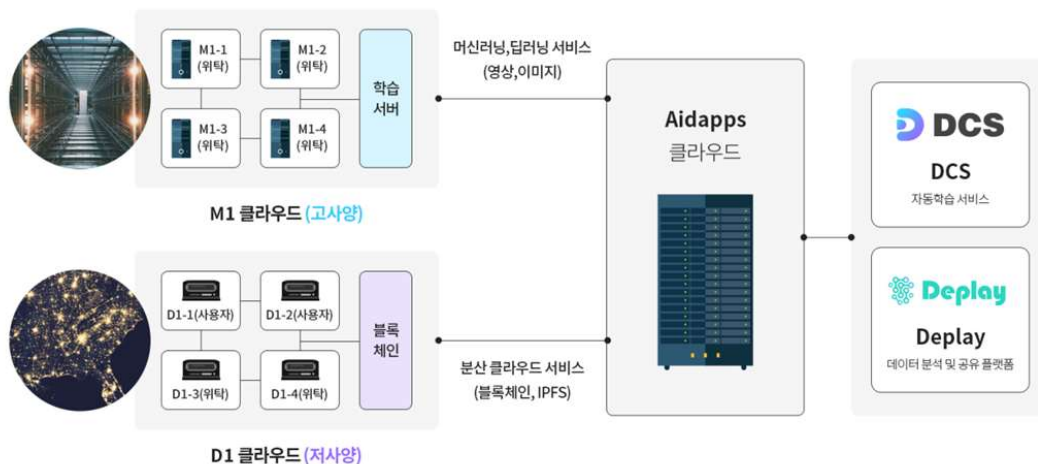 M1-1
(위탁)
M1-2
(위탁)
M1-3
(위탁)
M1-4
(위탁)
학습
서버
M1 클라우드 (고사양)
머신러닝,딥러닝 서비스
(영상,이미지)
D1-1(사용자)
D1-2(사용자)
D1-3(위탁)
D1-4(위탁)
블록
체인
D1 클라우드 (저사양)
분산 클라우드 서비스
(블록체인, IPFS)
Aidapps
클라우드
DCS
DCS
자동학습 서비스
Deplay
Deplay
데이터 분석 및 공유 플랫폼